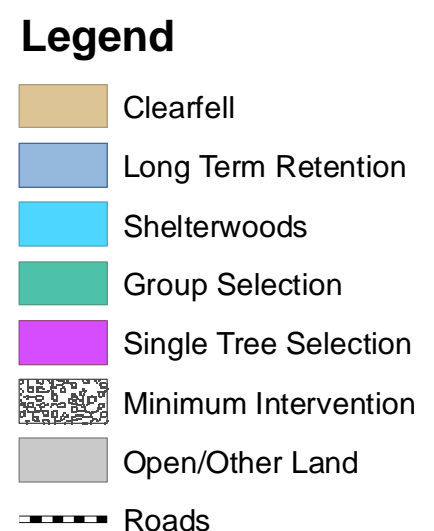 Legend
Clearfell
Long Term Retention
Shelterwoods
Group Selection
Single Tree Selection
Minimum Intervention
Open/Other Land
Roads